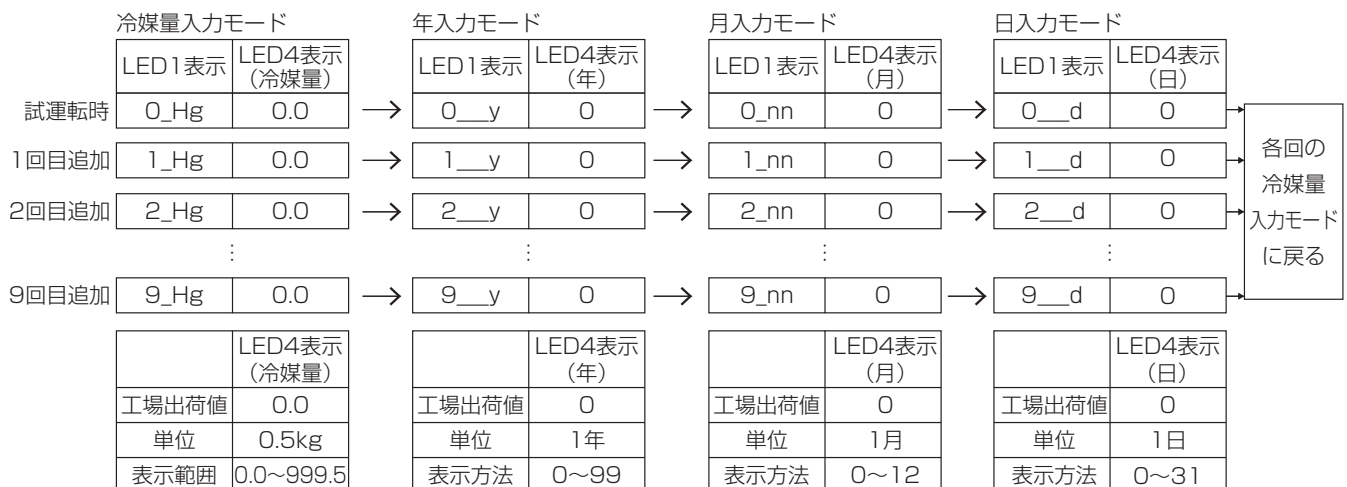 冷媒量入力モード 年入力モード 月入力モード 日入力モード
LED1表示 LED4表示(冷媒量) LED1表示 LED4表示(年) LED1表示 LED4表示(月) LED1表示 LED4表示(日)
試運転時 0_Hg 0.0 → 0__y 0 → 0_nn 0 → 0__d 0
1回目追加 1_Hg 0.0 → 1__y 0 → 1_nn 0 → 1__d 0
2回目追加 2_Hg 0.0 → 2__y 0 → 2_nn 0 → 2__d 0
⋮ ⋮ ⋮ ⋮
9回目追加 9_Hg 0.0 → 9__y 0 → 9_nn 0 → 9__d 0
各回の
冷媒量
入力モード
に戻る
LED4表示(冷媒量) LED4表示(年) LED4表示(月) LED4表示(日)
工場出荷値 0.0 工場出荷値 0 工場出荷値 0 工場出荷値 0
単位 0.5kg 単位 1年 単位 1月 単位 1日
表示範囲 0.0～999.5 表示方法 0～99 表示方法 0～12 表示方法 0～31